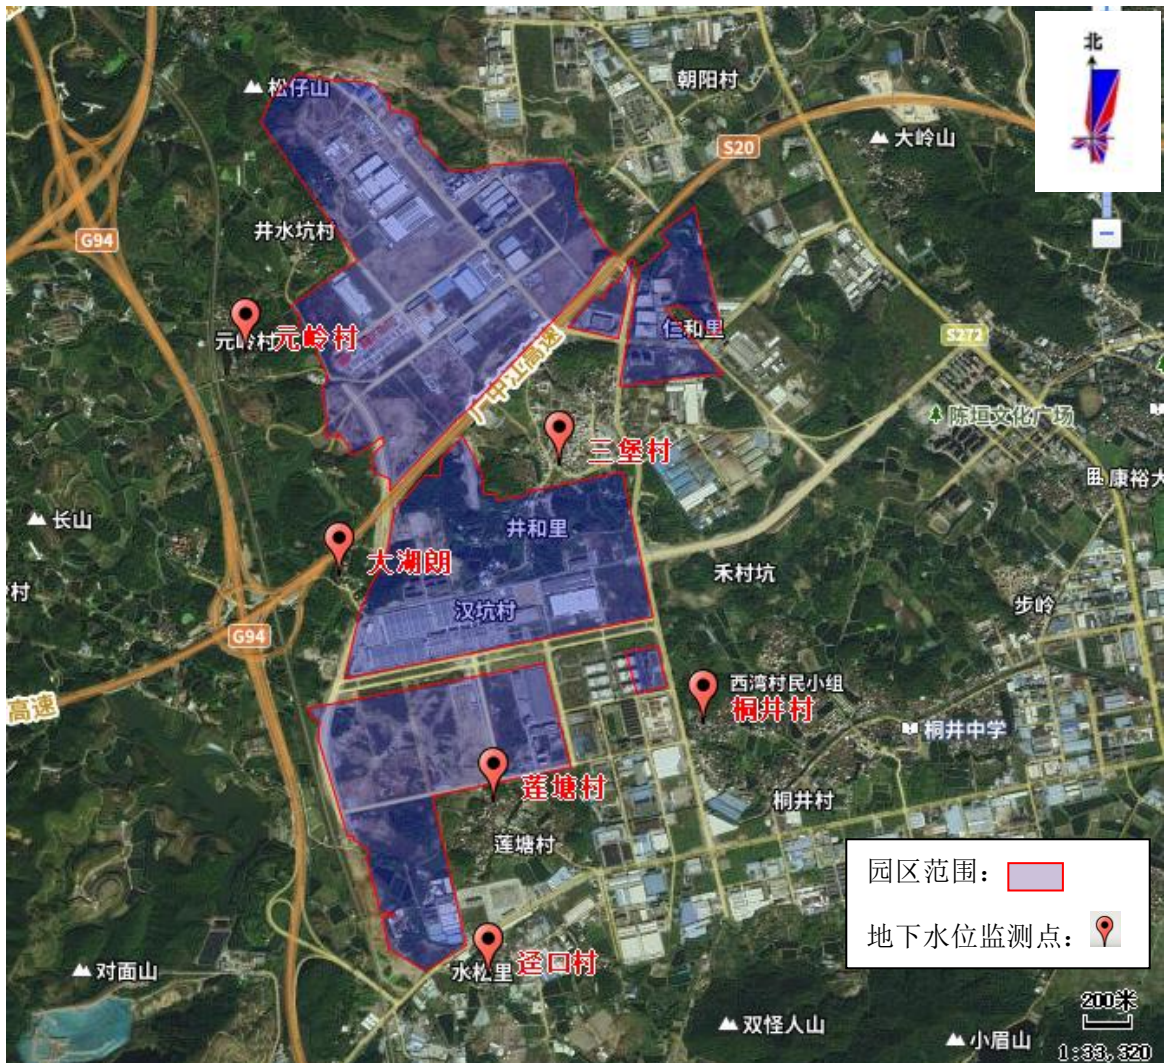 北
朝阳村
松仔山
S20
大岭山
井水坑村
G94
元岭村
元岭村
仁和里
S272
广中江高速
陈垣文化广场
三堡村
康裕大
长山
井和里
大湖朗
禾村坑
村
汉坑村
步岭
G94
西湾村民小组
高速
桐井村
桐井中学
莲塘村
桐井村
莲塘村
园区范围：
地下水位监测点：
对面山
水松里
迳口村
双怪人山
小眉山
200米
1:33,320